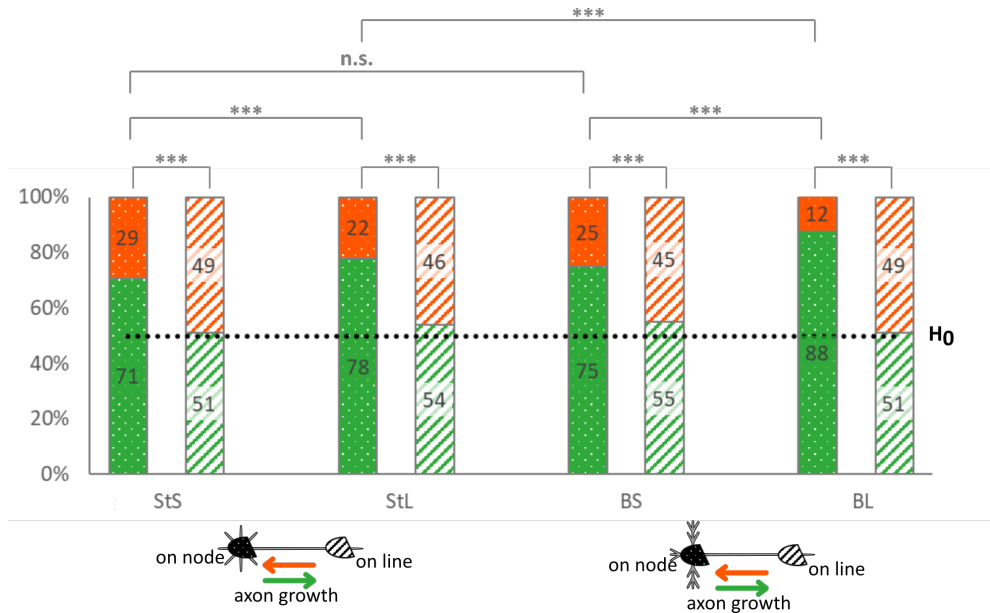 ***
n.s.
*** ***
*** *** *** ***
100%
80%
60%
40%
20%
0%
29 49 22 46 25 45 12 49
71 51 78 54 75 55 88 51
H0
StS StL BS BL
on node on line
axon growth
on node on line
axon growth